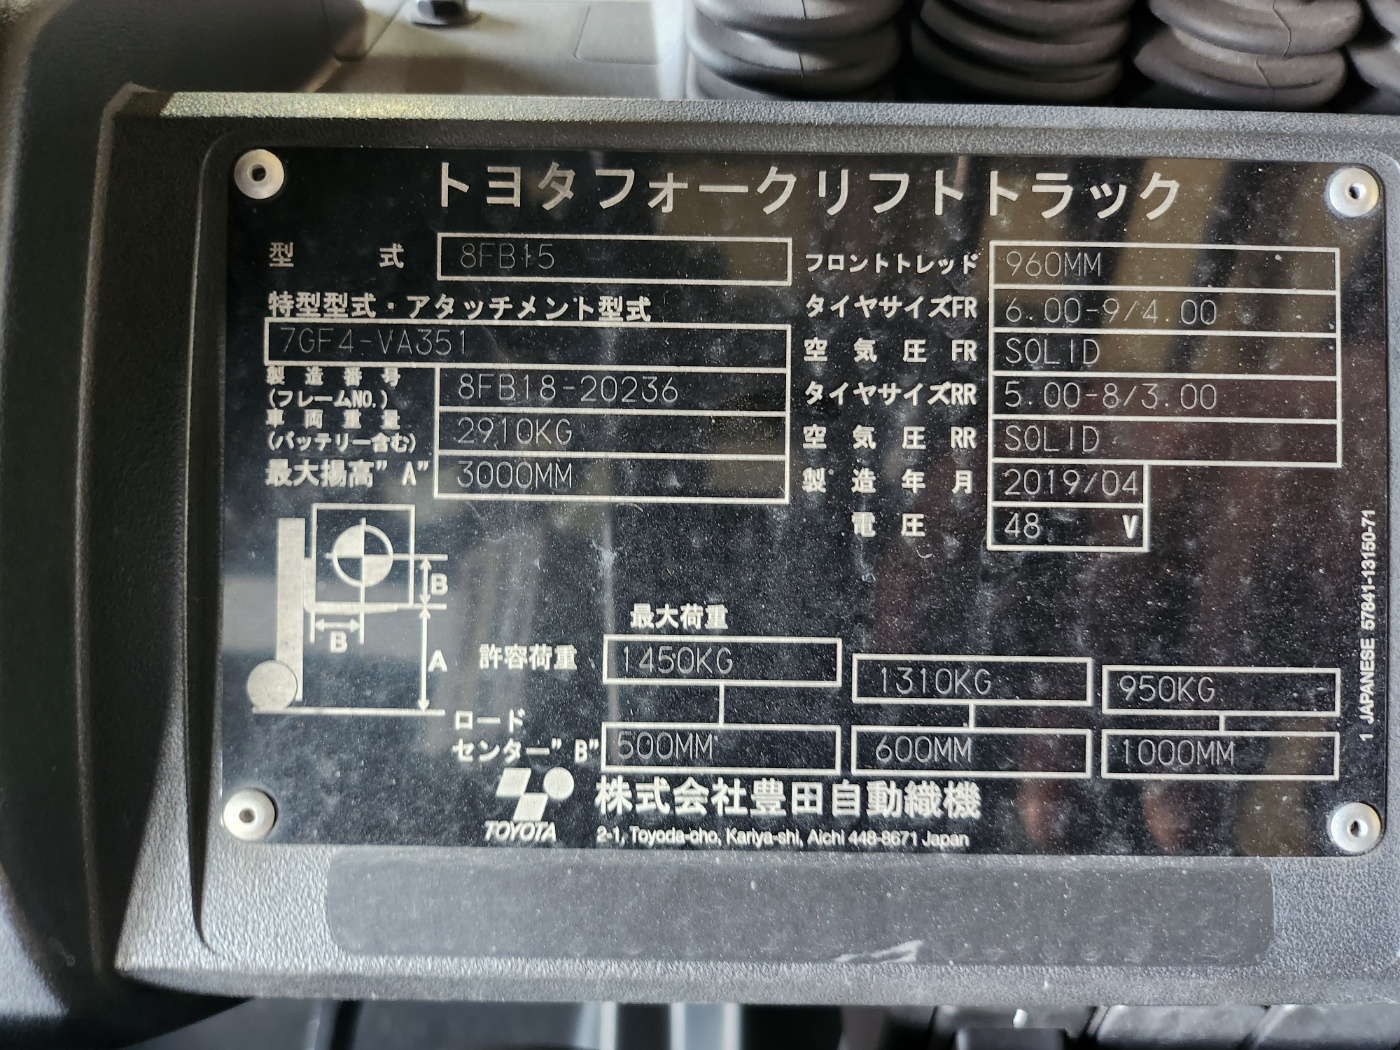 トヨタフォークリフトトラック
型 式 8FB15
特型型式・アタッチメント型式
7GF4-VA351
製造番号 (フレームNO.) 8FB18-20236
車両重量 (バッテリー含む) 2910KG
最大揚高"A" 3000MM
フロントトレッド 960MM
タイヤサイズFR 6.00-9/4.00
空気圧 FR SOLID
タイヤサイズRR 5.00-8/3.00
空気圧 RR SOLID
製造年月 2019/04
電圧 48 V
B
B
A
最大荷重
許容荷重 1450KG 1310KG 950KG
ロード
センター"B" 500MM 600MM 1000MM
TOYOTA 株式会社豊田自動織機
2-1, Toyoda-cho, Kariya-shi, Aichi 448-8671 Japan
1 JAPANESE 57841-13150-71